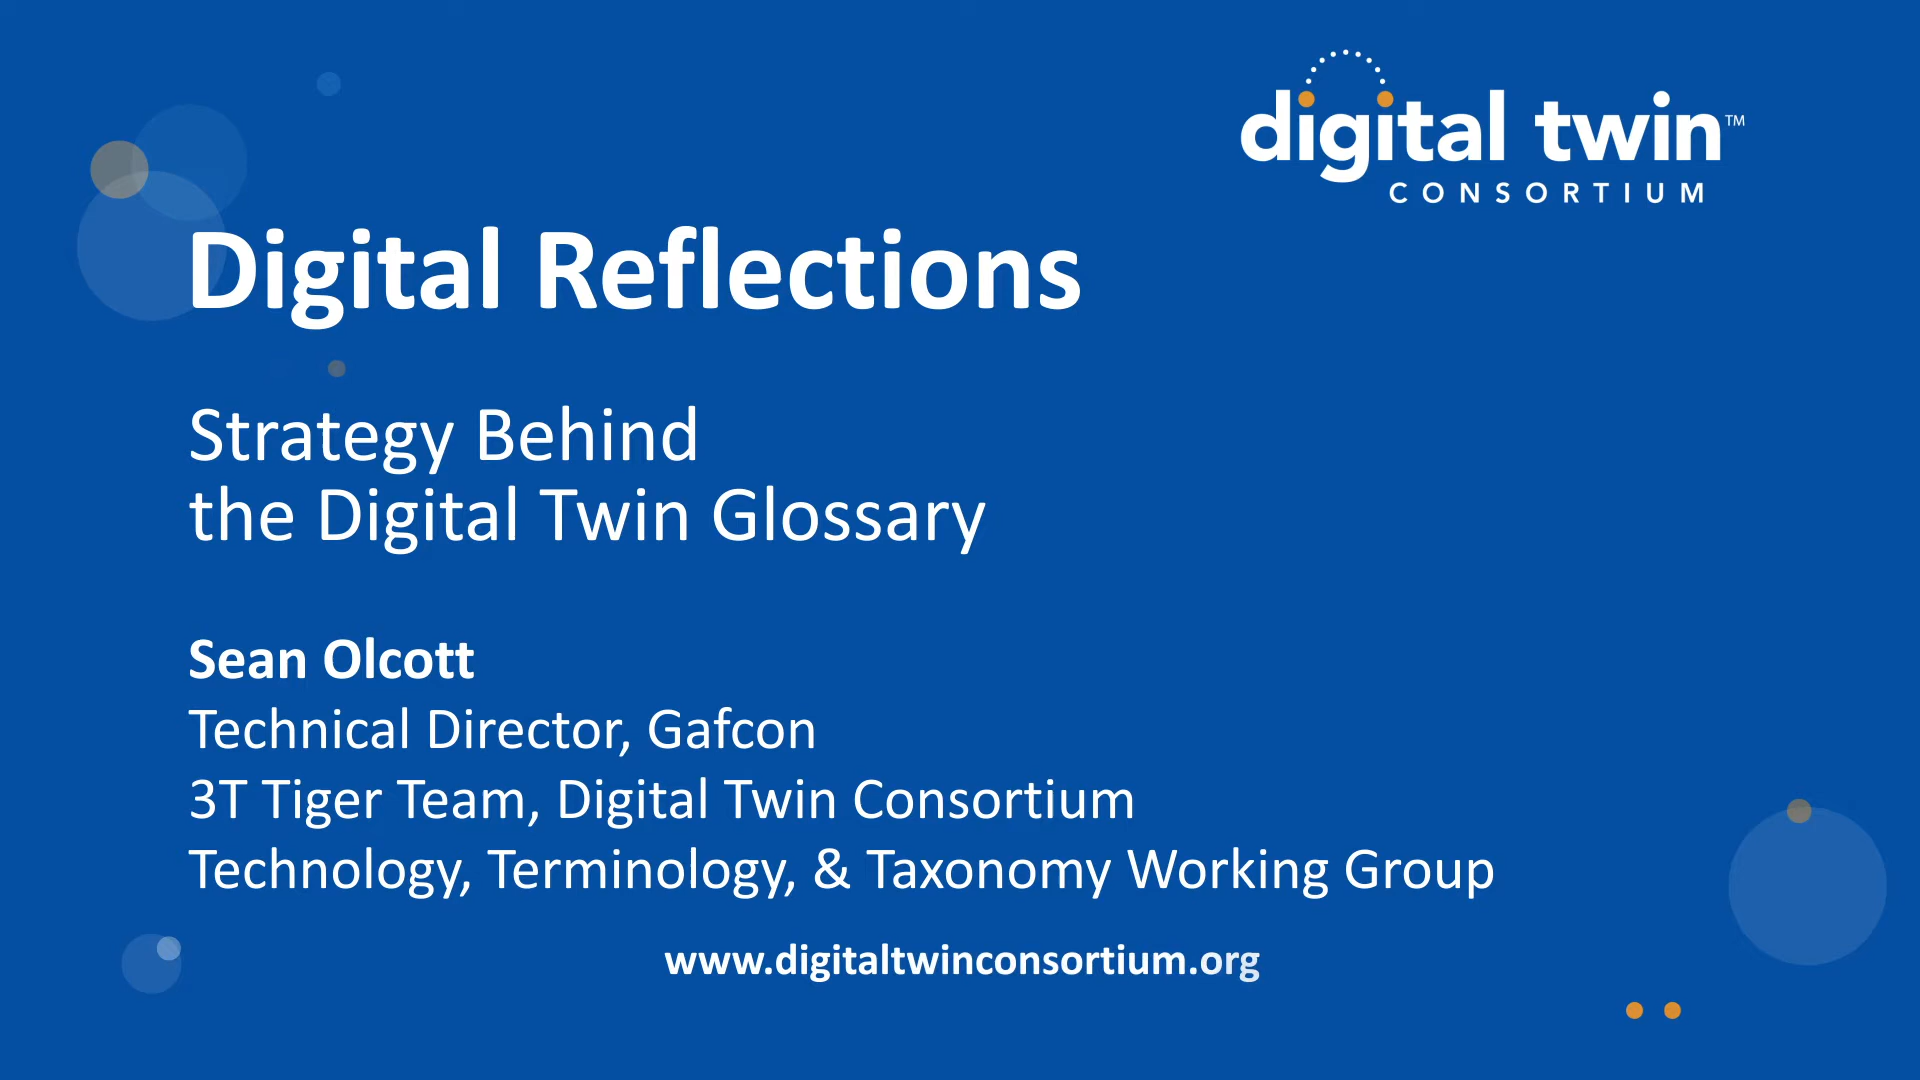 digital twin™
CONSORTIUM
Digital Reflections
Strategy Behind
the Digital Twin Glossary
Sean Olcott
Technical Director, Gafcon
3T Tiger Team, Digital Twin Consortium
Technology, Terminology, & Taxonomy Working Group
www.digitaltwinconsortium.org